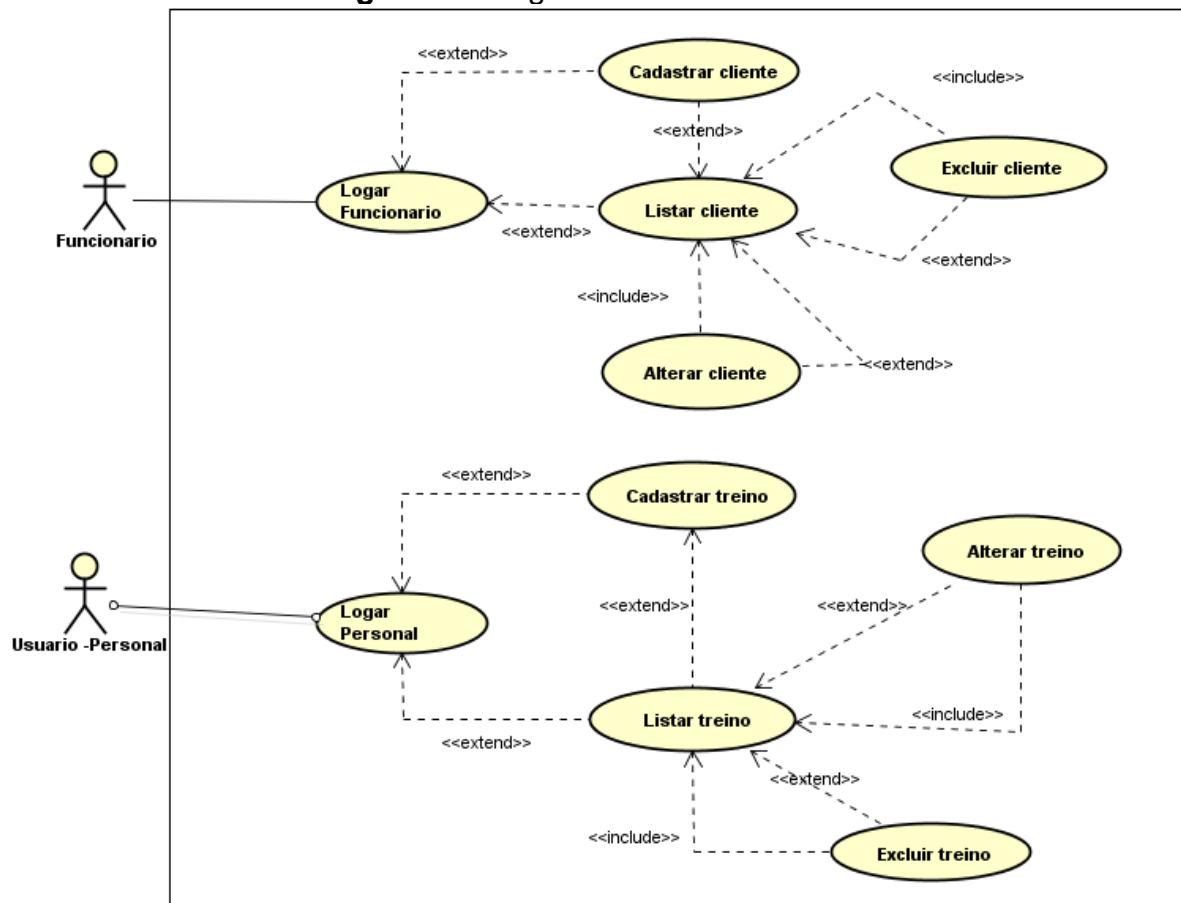 <<extend>>
Cadastrar cliente
<<include>>
<<extend>>
Excluir cliente
Logar
Funcionario
Listar cliente
Funcionario
<<extend>>
<<extend>>
<<include>>
Alterar cliente
<<extend>>
<<extend>>
Cadastrar treino
Alterar treino
<<extend>>
<<extend>>
Logar
Personal
Usuario -Personal
Listar treino
<<include>>
<<extend>>
<<extend>>
<<include>>
Excluir treino